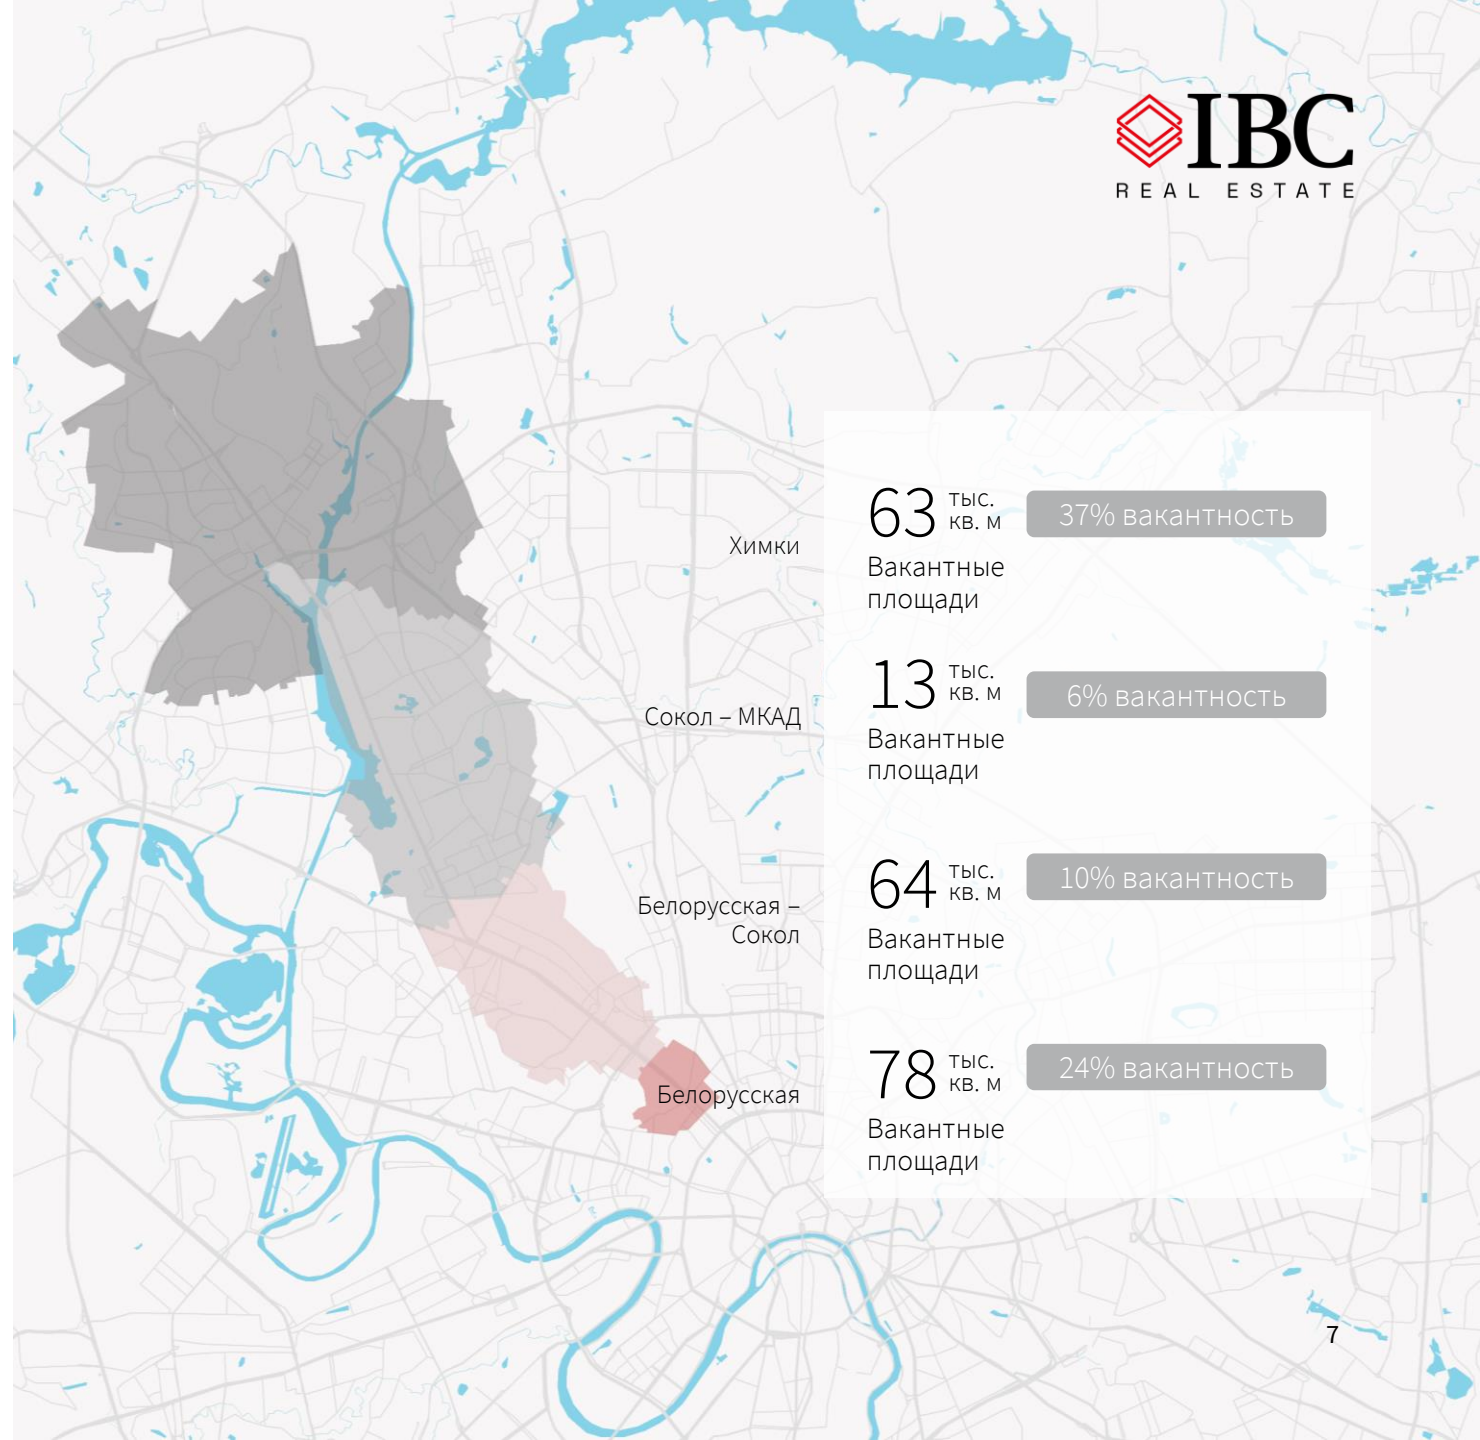 IBC
REAL ESTATE
Химки
63 тыс. кв. м
37% вакантность
Вакантные
площади
Сокол – МКАД
13 тыс. кв. м
6% вакантность
Вакантные
площади
Белорусская –
Сокол
64 тыс. кв. м
10% вакантность
Вакантные
площади
Белорусская
78 тыс. кв. м
24% вакантность
Вакантные
площади
7